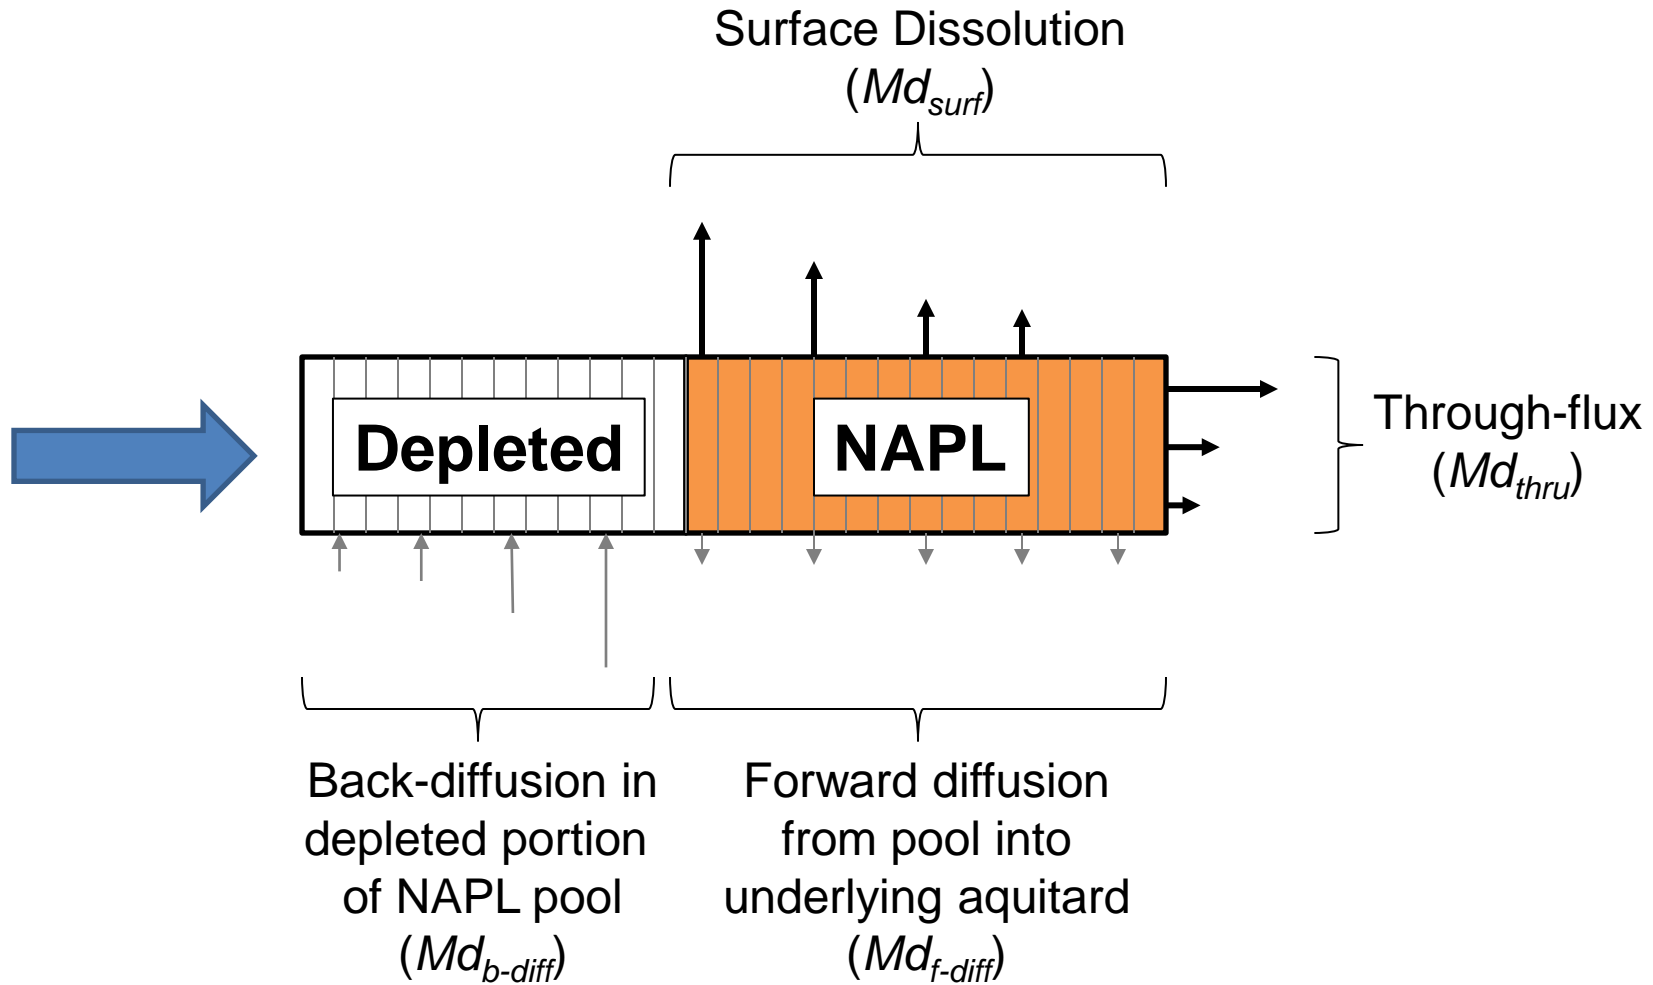 Surface Dissolution
(Md_surf)
Depleted
NAPL
Through-flux
(Md_thru)
Back-diffusion in
depleted portion
of NAPL pool
(Md_b-diff)
Forward diffusion
from pool into
underlying aquitard
(Md_f-diff)